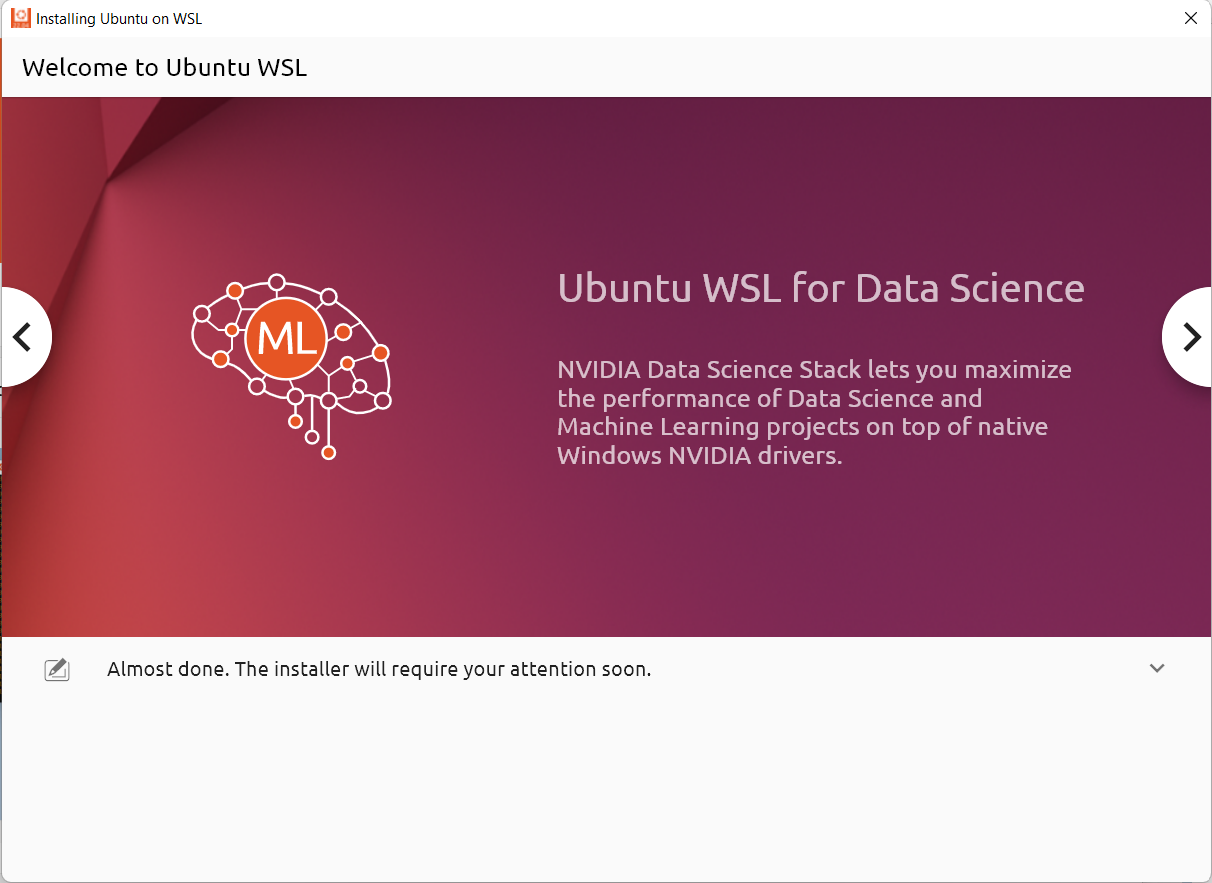 Installing Ubuntu on WSL
Welcome to Ubuntu WSL
ML
Ubuntu WSL for Data Science
NVIDIA Data Science Stack lets you maximize
the performance of Data Science and
Machine Learning projects on top of native
Windows NVIDIA drivers.
Almost done. The installer will require your attention soon.